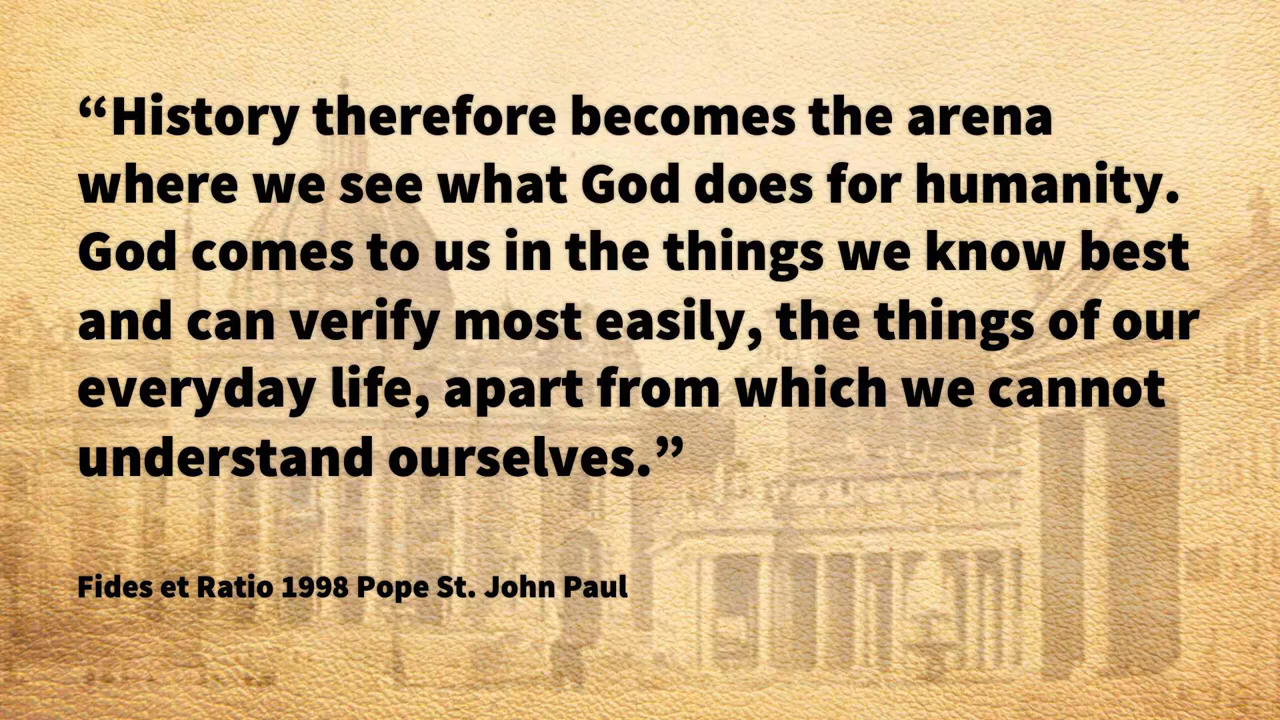 “History therefore becomes the arena
where we see what God does for humanity.
God comes to us in the things we know best
and can verify most easily, the things of our
everyday life, apart from which we cannot
understand ourselves.”
Fides et Ratio 1998 Pope St. John Paul